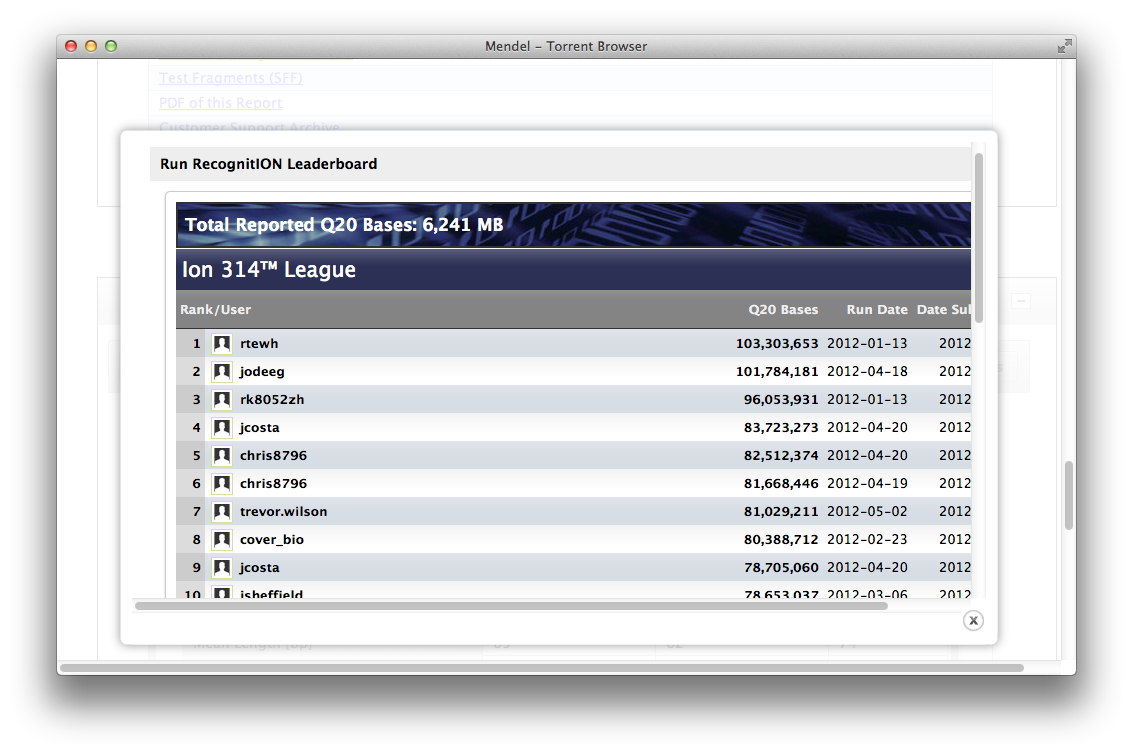 Mendel – Torrent Browser
Test Fragments (SFF)
PDF of this Report
Customer Support Archive
Run RecognitION Leaderboard
Total Reported Q20 Bases: 6,241 MB
Ion 314™ League
Rank/User Q20 Bases Run Date Date Sul
1 rtewh 103,303,653 2012-01-13 2012
2 jodeeg 101,784,181 2012-04-18 2012
3 rk8052zh 96,053,931 2012-01-13 2012
4 jcosta 83,723,273 2012-04-20 2012
5 chris8796 82,512,374 2012-04-20 2012
6 chris8796 81,668,446 2012-04-19 2012
7 trevor.wilson 81,029,211 2012-05-02 2012
8 cover_bio 80,388,712 2012-02-23 2012
9 jcosta 78,705,060 2012-04-20 2012
10 jsheffield 78,653,037 2012-03-06 2012
x
Mean Length (bp)